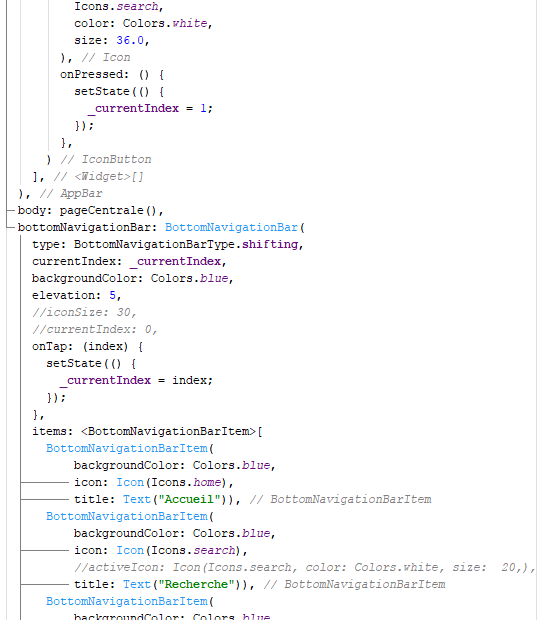 Icons.search,
color: Colors.white,
size: 36.0,
), // Icon
onPressed: () {
setState(() {
_currentIndex = 1;
});
},
) // IconButton
], // <Widget>[]
), // AppBar
body: pageCentrale(),
bottomNavigationBar: BottomNavigationBar(
type: BottomNavigationBarType.shifting,
currentIndex: _currentIndex,
backgroundColor: Colors.blue,
elevation: 5,
//iconSize: 30,
//currentIndex: 0,
onTap: (index) {
setState(() {
_currentIndex = index;
});
},
items: <BottomNavigationBarItem>[
BottomNavigationBarItem(
backgroundColor: Colors.blue,
icon: Icon(Icons.home),
title: Text("Accueil")), // BottomNavigationBarItem
BottomNavigationBarItem(
backgroundColor: Colors.blue,
icon: Icon(Icons.search),
//activeIcon: Icon(Icons.search, color: Colors.white, size:  20,),
title: Text("Recherche")), // BottomNavigationBarItem
BottomNavigationBarItem(
backgroundColor: Colors.blue